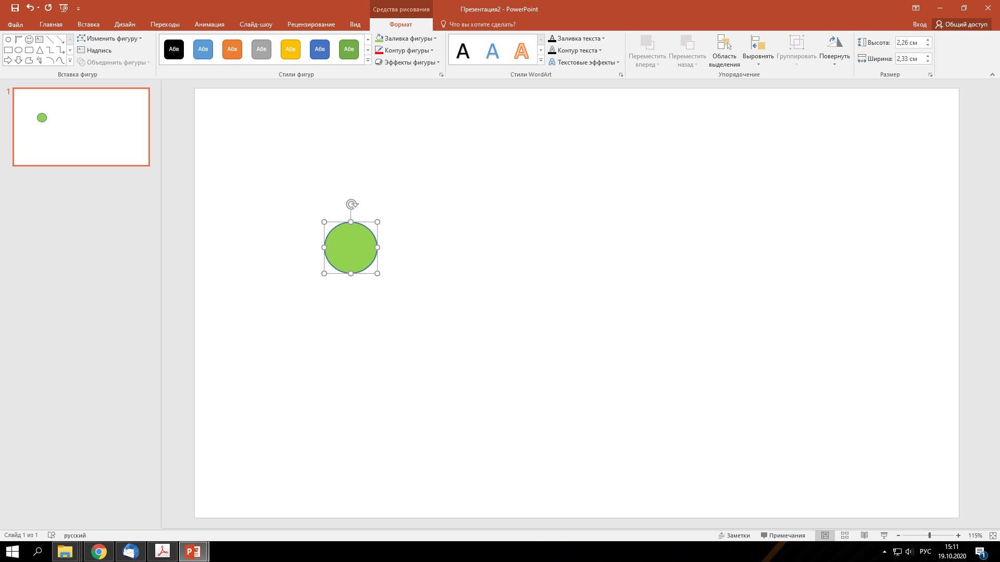 Средства рисования
Презентация2 - PowerPoint
Файл
Главная
Вставка
Дизайн
Переходы
Анимация
Слайд-шоу
Рецензирование
Вид
Формат
Что вы хотите сделать?
Вход
Общий доступ
Изменить фигуру
Надпись
Объединить фигуры
Вставка фигур
Абв Абв Абв Абв Абв Абв Абв
Заливка фигуры
Контур фигуры
Эффекты фигуры
Стили фигур
A A A
Заливка текста
Контур текста
Текстовые эффекты
Стили WordArt
Переместить
вперед
Переместить
назад
Область
выделения
Выровнять
Группировать
Повернуть
Упорядочение
Высота: 2,26 см
Ширина: 2,33 см
Размер
1
Слайд 1 из 1
русский
Заметки
Примечания
115%
РУС
15:11
19.10.2020
1